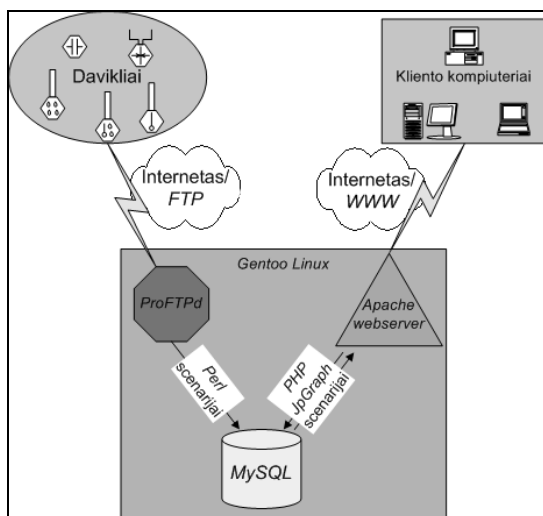 Davikliai
Kliento kompiuteriai
Internetas/
FTP
Internetas/
WWW
Gentoo Linux
ProFTPd
Apache
webserver
Perl
scenarijai
PHP
JpGraph
scenarijai
MySQL